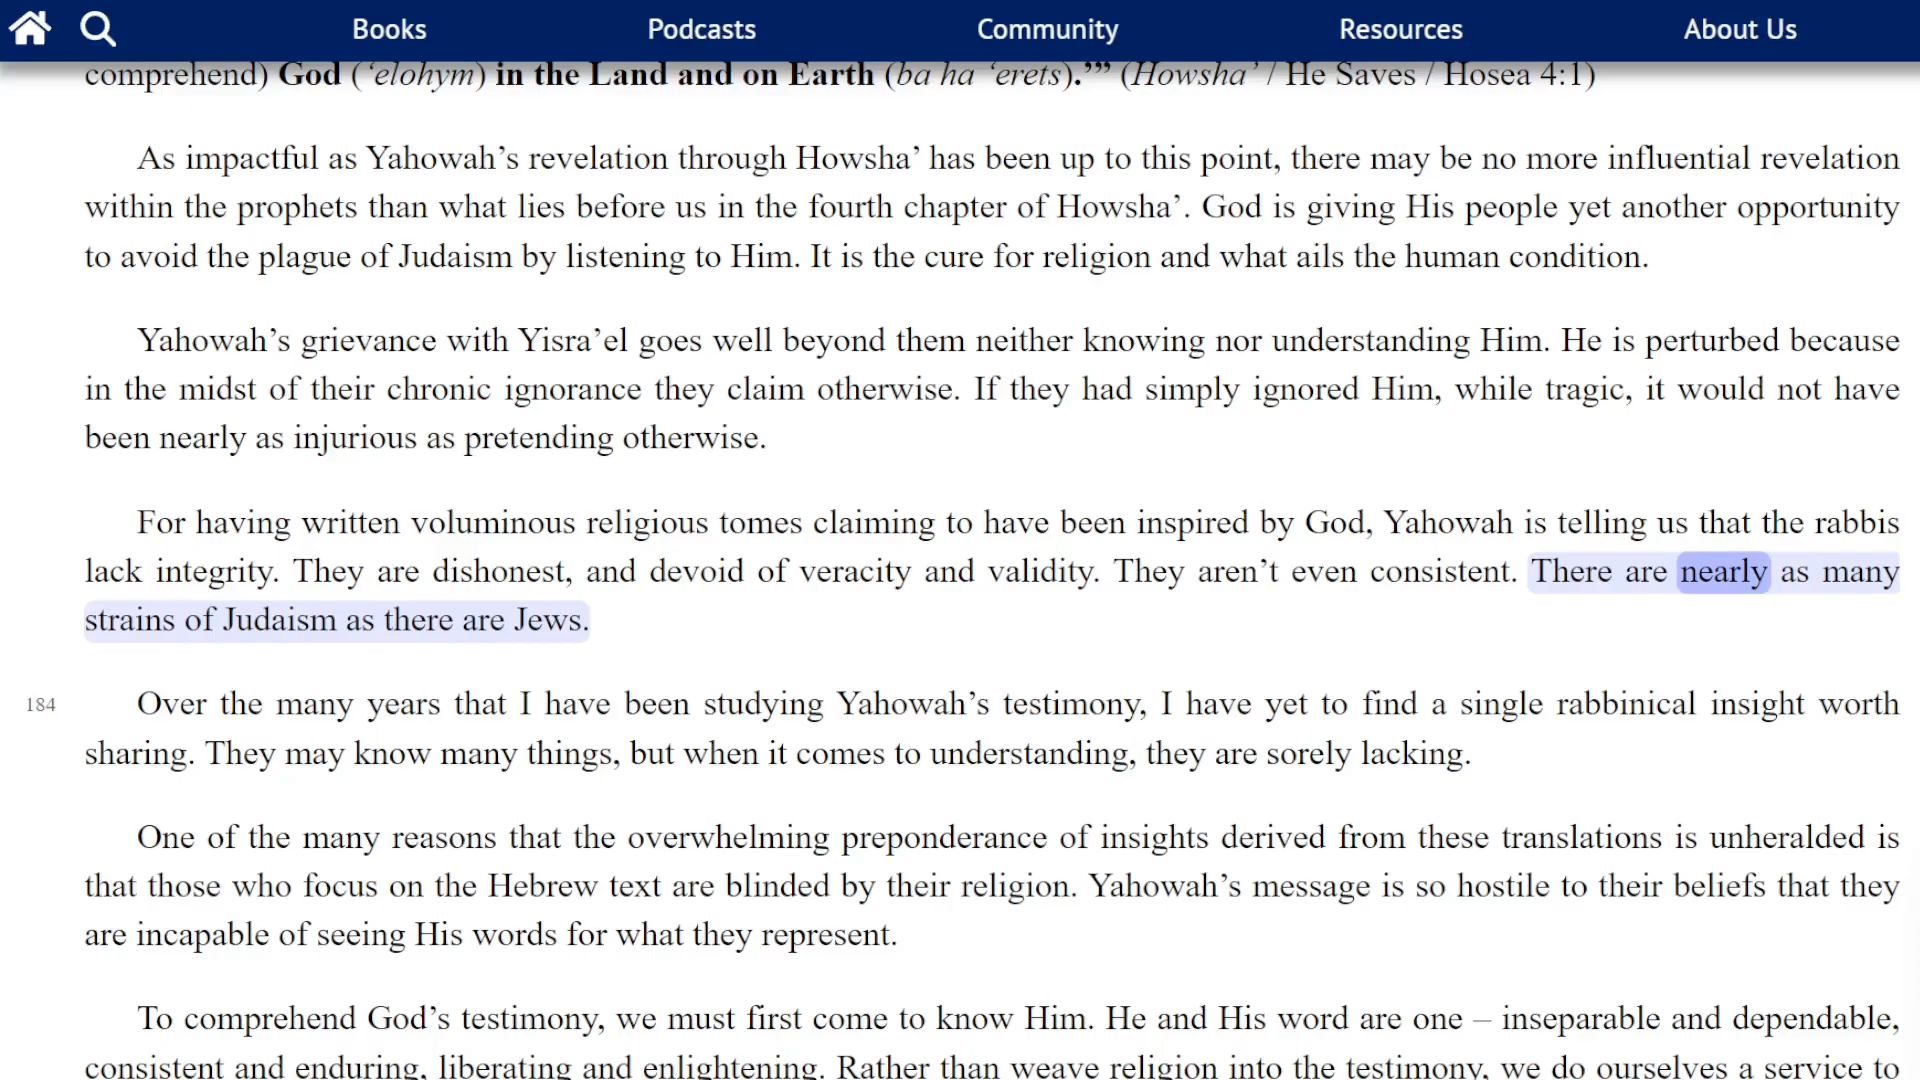 Books Podcasts Community Resources About Us
comprehend) God (‘elohym) in the Land and on Earth (ba ha ‘erets).’” (Howsha’ / He Saves / Hosea 4:1)
As impactful as Yahowah’s revelation through Howsha’ has been up to this point, there may be no more influential revelation
within the prophets than what lies before us in the fourth chapter of Howsha’. God is giving His people yet another opportunity
to avoid the plague of Judaism by listening to Him. It is the cure for religion and what ails the human condition.
Yahowah’s grievance with Yisra’el goes well beyond them neither knowing nor understanding Him. He is perturbed because
in the midst of their chronic ignorance they claim otherwise. If they had simply ignored Him, while tragic, it would not have
been nearly as injurious as pretending otherwise.
For having written voluminous religious tomes claiming to have been inspired by God, Yahowah is telling us that the rabbis
lack integrity. They are dishonest, and devoid of veracity and validity. They aren’t even consistent. There are nearly as many
strains of Judaism as there are Jews.
184 Over the many years that I have been studying Yahowah’s testimony, I have yet to find a single rabbinical insight worth
sharing. They may know many things, but when it comes to understanding, they are sorely lacking.
One of the many reasons that the overwhelming preponderance of insights derived from these translations is unheralded is
that those who focus on the Hebrew text are blinded by their religion. Yahowah’s message is so hostile to their beliefs that they
are incapable of seeing His words for what they represent.
To comprehend God’s testimony, we must first come to know Him. He and His word are one – inseparable and dependable,
consistent and enduring, liberating and enlightening. Rather than weave religion into the testimony, we do ourselves a service to